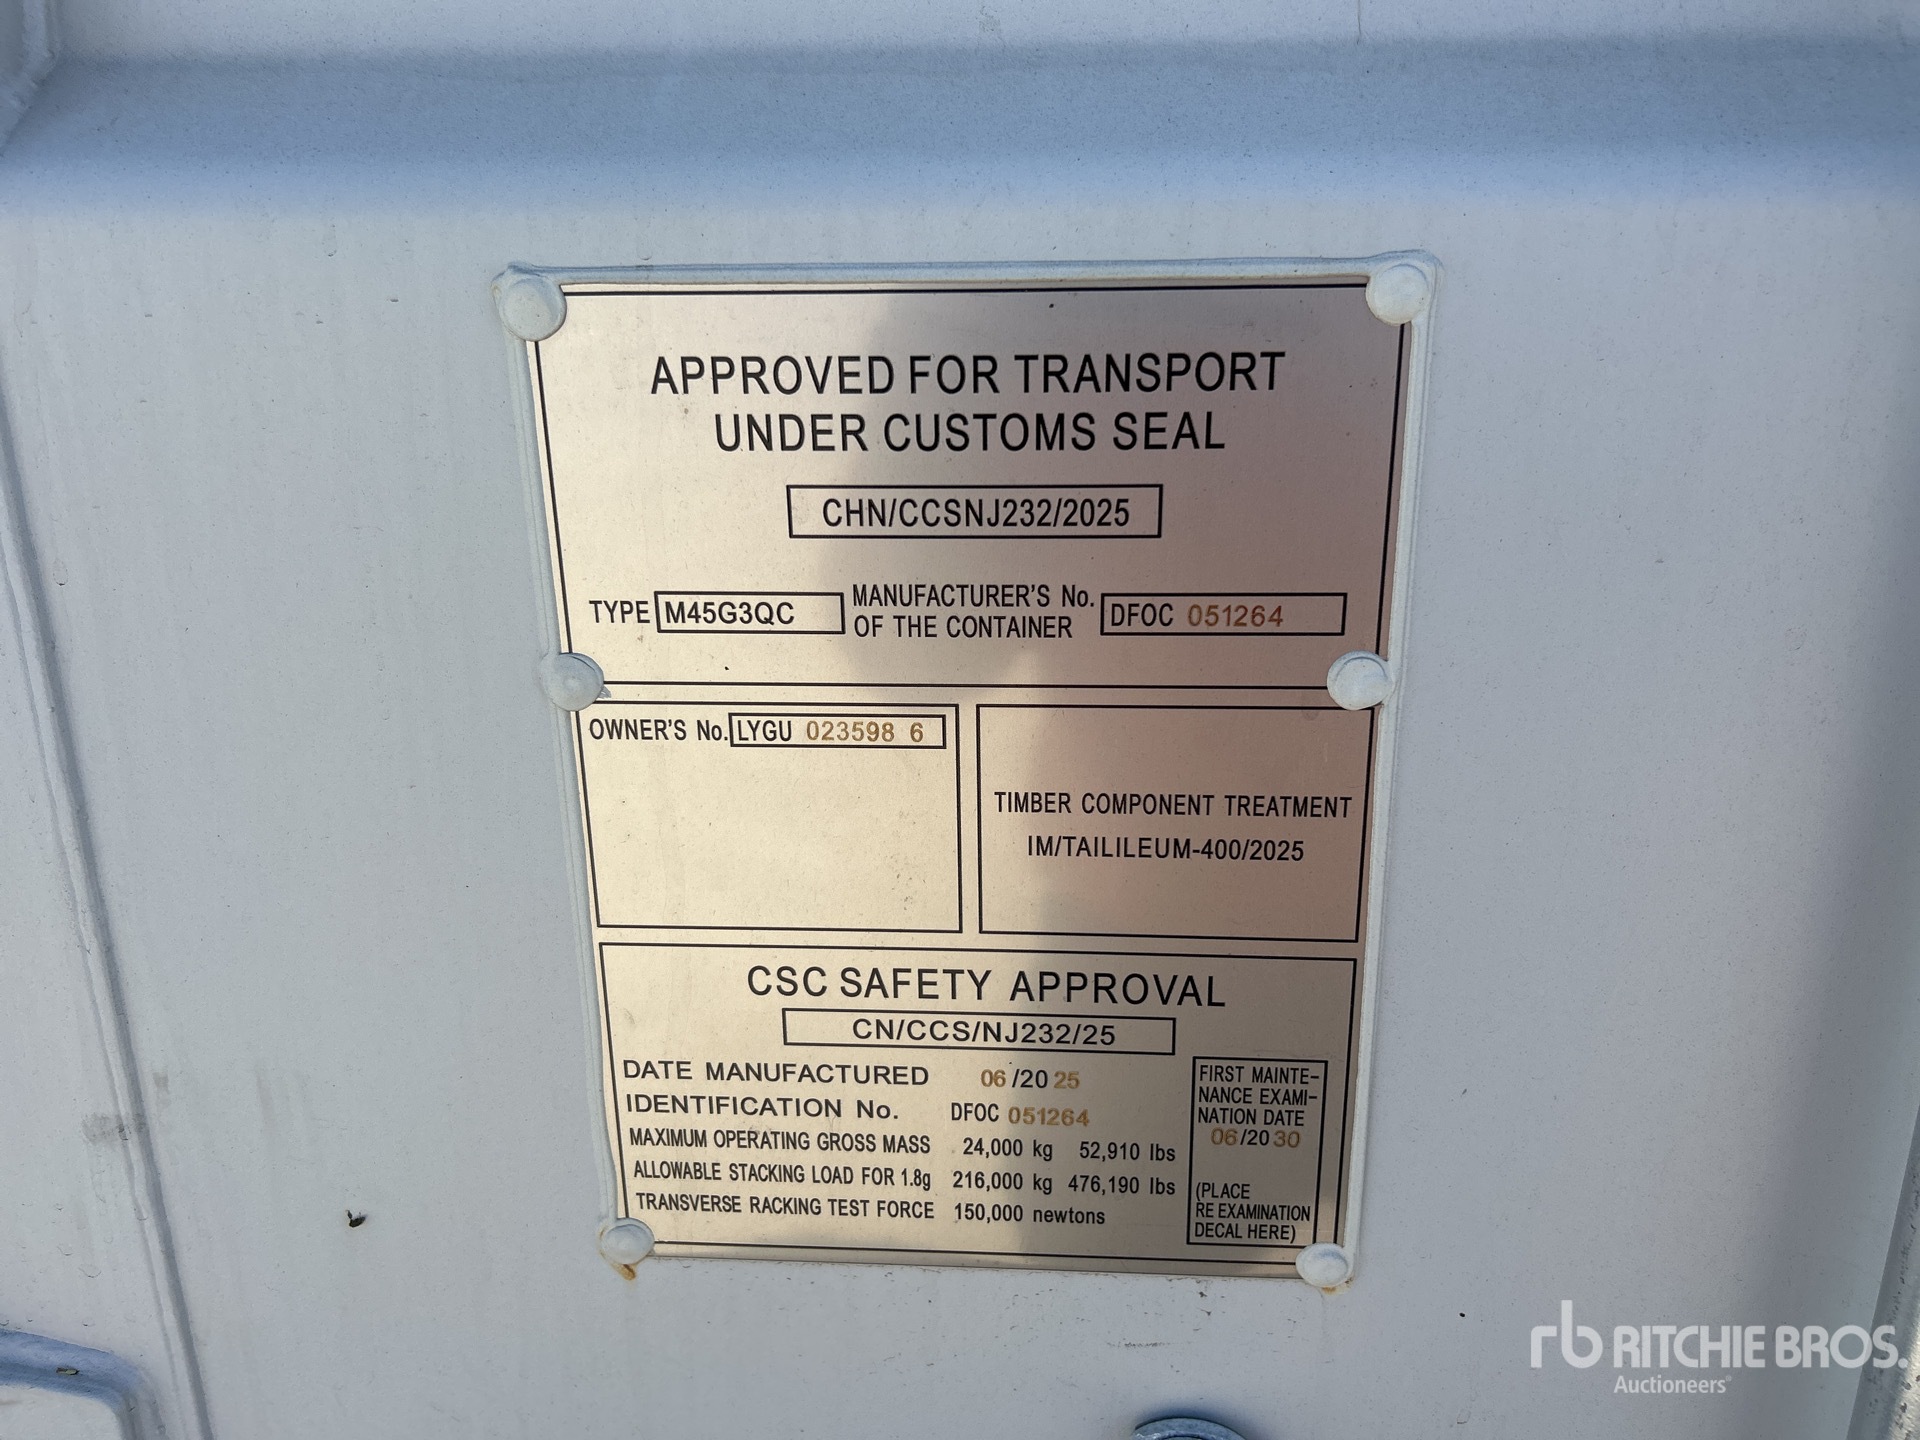 APPROVED FOR TRANSPORT
UNDER CUSTOMS SEAL
CHN/CCSNJ232/2025
TYPE M45G3QC MANUFACTURER'S No. OF THE CONTAINER DFOC 051264
OWNER'S No. LYGU 023598 6
TIMBER COMPONENT TREATMENT
IM/TAILILEUM-400/2025
CSC SAFETY APPROVAL
CN/CCS/NJ232/25
DATE MANUFACTURED 06/2025
IDENTIFICATION No. DFOC 051264
MAXIMUM OPERATING GROSS MASS 24,000 kg 52,910 lbs
ALLOWABLE STACKING LOAD FOR 1.8g 216,000 kg 476,190 lbs
TRANSVERSE RACKING TEST FORCE 150,000 newtons
FIRST MAINTE-
NANCE EXAMI-
NATION DATE
06/2030
(PLACE
RE EXAMINATION
DECAL HERE)
rb RITCHIE BROS.
Auctioneers